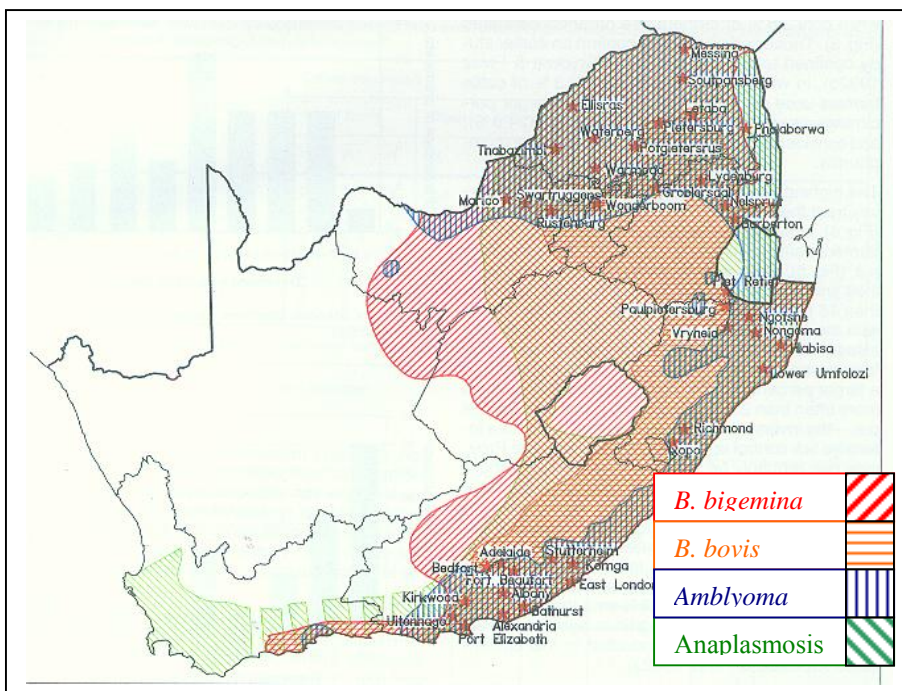 Messina
Soutpansberg
Ellisras
Letaba
Pietersburg
Phalaborwa
Waterberg
Potgietersrus
Thabazimbi
Warmbad
Lydenburg
Groblersdal
Swartruggens
Marico
Nelspruit
Wonderboom
Rustenburg
Barberton
Piet Retief
Paulpietersburg
Ngotshe
Vryheid
Nongoma
Hlabisa
Lower Umfolozi
Richmond
Ixopo
B. bigemina
B. bovis
Adelaide
Stutterheim
Bedfort
Komga
Fort Beaufort
East London
Amblyoma
Kirkwood
Albany
Bathurst
Uitenhage
Alexandria
Anaplasmosis
Port Elizabeth